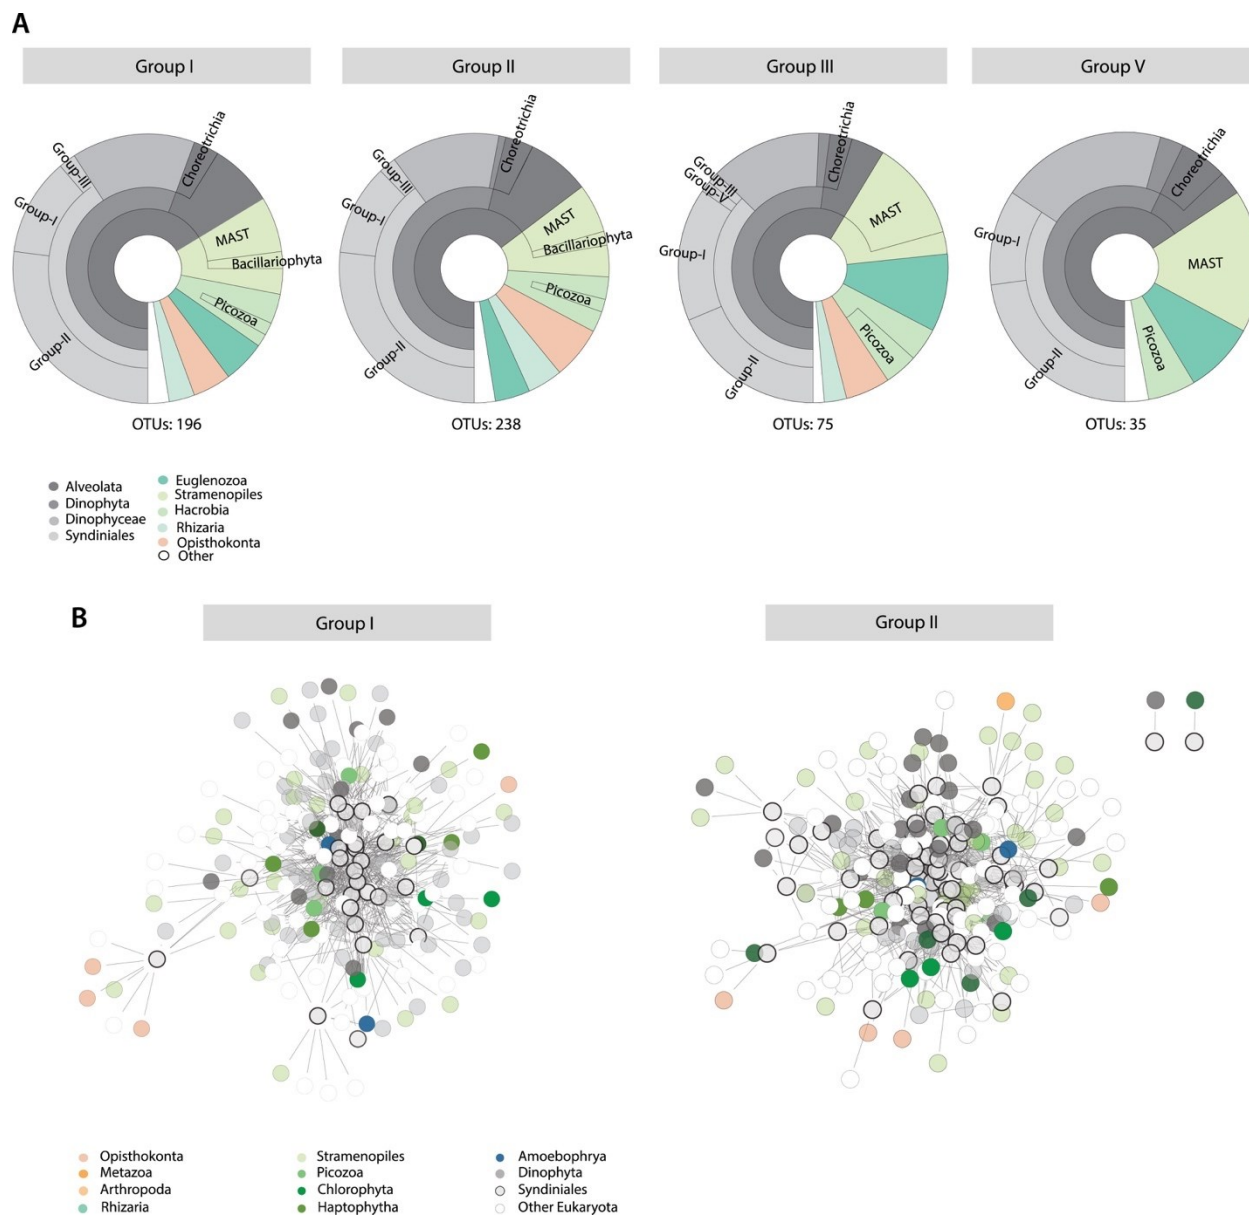 A
Group I
Group II
Group III
Group V
Choreotrichia
Group-III
Group-I
Group-II
MAST
Bacillariophyta
Picozoa
OTUs: 196
Choreotrichia
Group-III
Group-I
Group-II
MAST
Bacillariophyta
Picozoa
OTUs: 238
Choreotrichia
Group-III
Group-V
Group-I
Group-II
MAST
Picozoa
OTUs: 75
Choreotrichia
Group-I
Group-II
MAST
Picozoa
OTUs: 35
Alveolata
Dinophyta
Dinophyceae
Syndiniales
Euglenozoa
Stramenopiles
Hacrobia
Rhizaria
Opisthokonta
Other
B
Group I
Group II
Opisthokonta
Metazoa
Arthropoda
Rhizaria
Stramenopiles
Picozoa
Chlorophyta
Haptophytha
Amoebophrya
Dinophyta
Syndiniales
Other Eukaryota